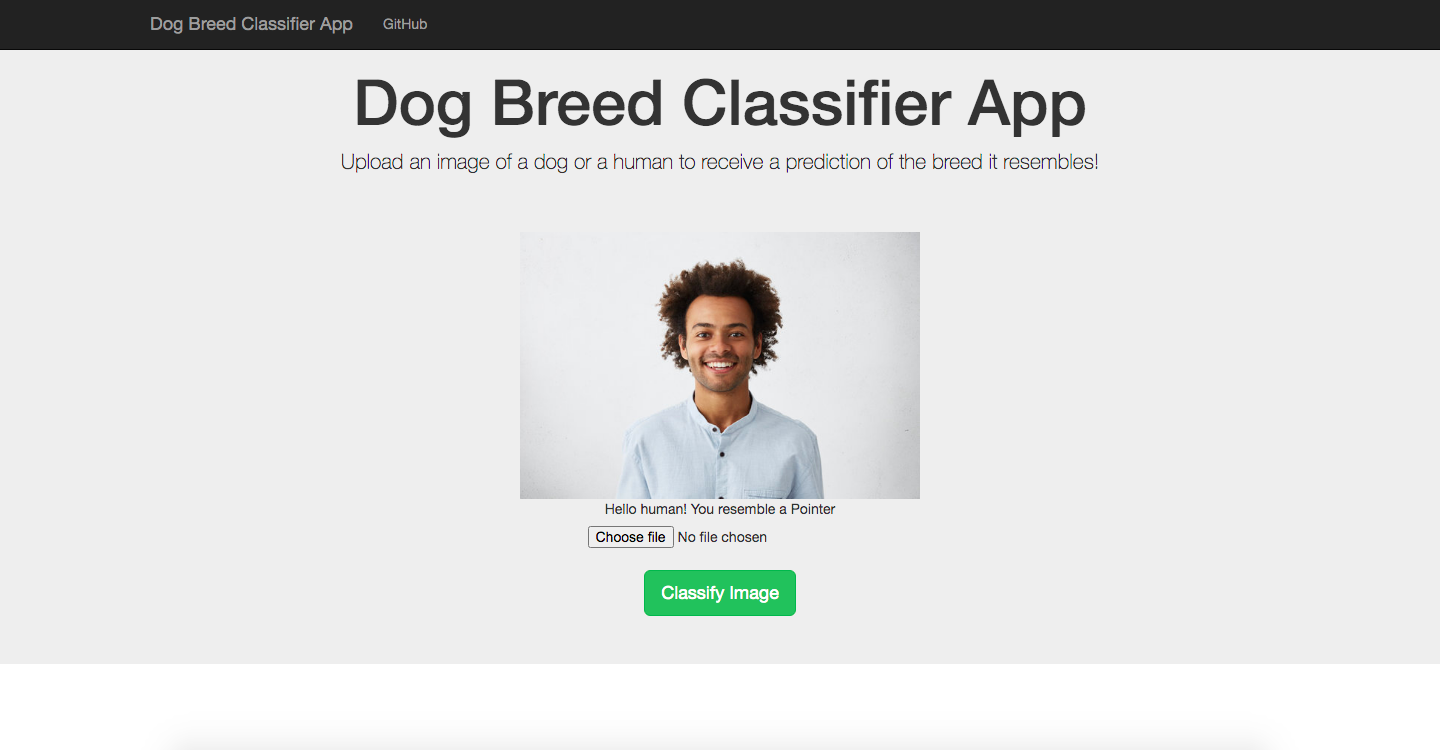 Dog Breed Classifier App GitHub
Dog Breed Classifier App
Upload an image of a dog or a human to receive a prediction of the breed it resembles!
Hello human! You resemble a Pointer
Choose file No file chosen
Classify Image